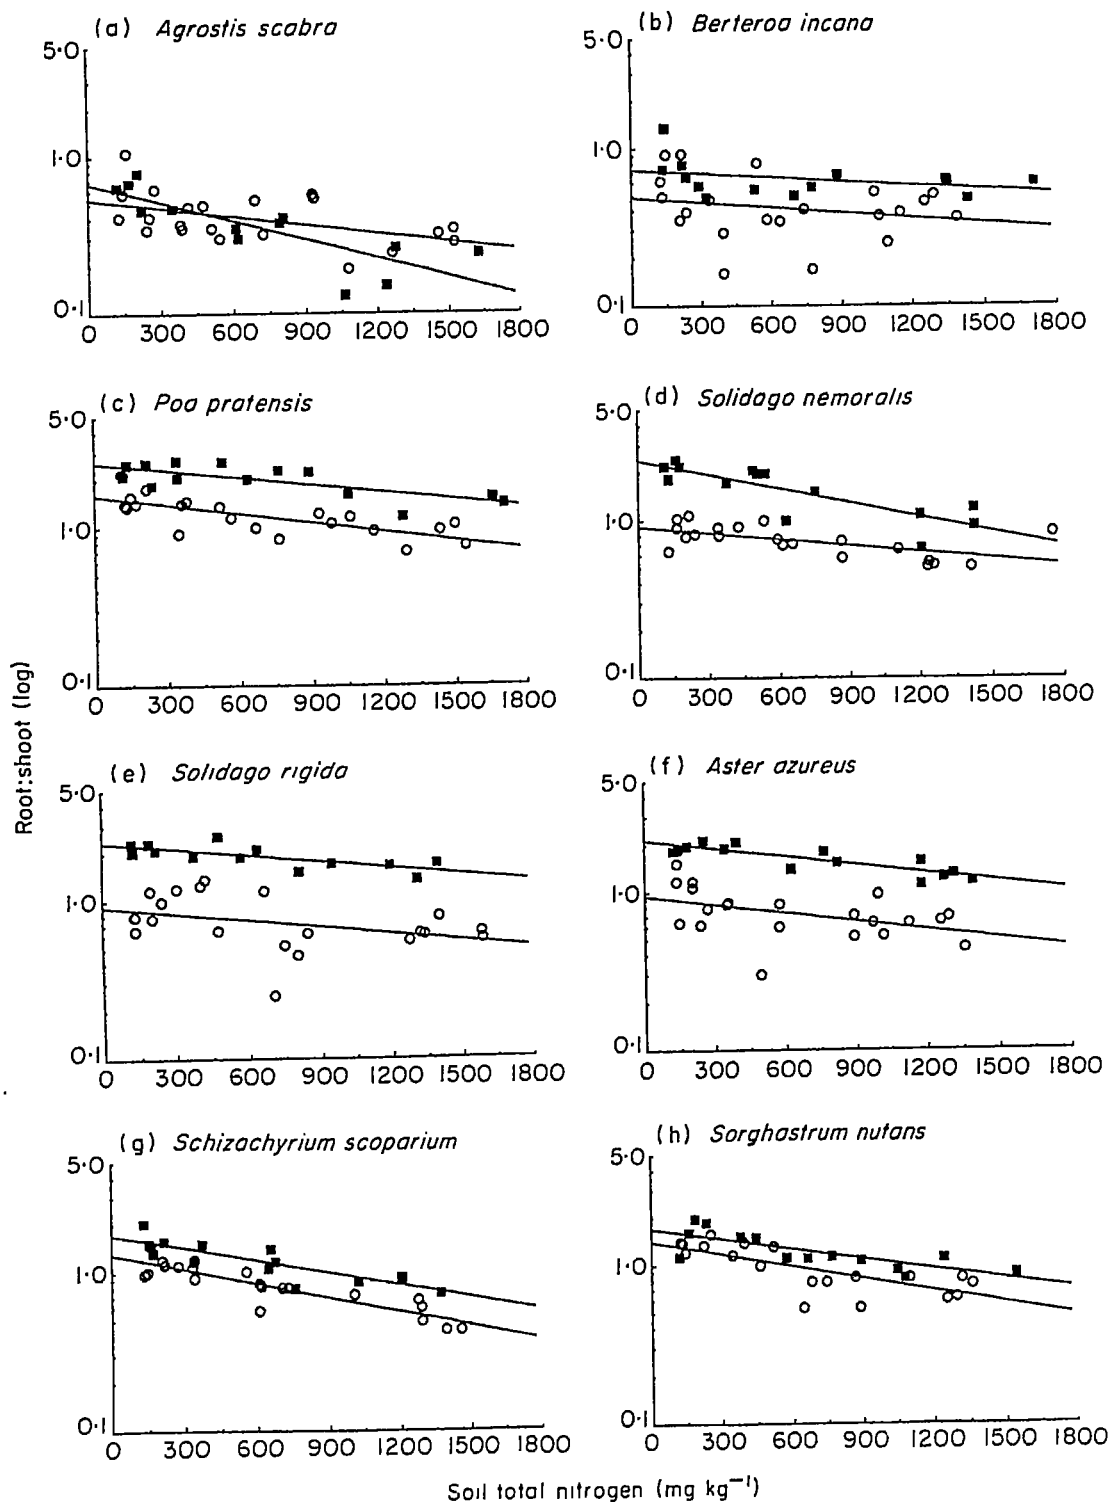 (a) Agrostis scabra
5·0
1·0
0·1
0 300 600 900 1200 1500 1800
(b) Berteroa incana
5·0
1·0
0·1
0 300 600 900 1200 1500 1800
(c) Poa pratensis
5·0
1·0
0·1
0 300 600 900 1200 1500 1800
(d) Solidago nemoralis
5·0
1·0
0·1
0 300 600 900 1200 1500 1800
(e) Solidago rigida
5·0
1·0
0·1
0 300 600 900 1200 1500 1800
(f) Aster azureus
5·0
1·0
0·1
0 300 600 900 1200 1500 1800
(g) Schizachyrium scoparium
5·0
1·0
0·1
0 300 600 900 1200 1500 1800
(h) Sorghastrum nutans
5·0
1·0
0·1
0 300 600 900 1200 1500 1800
Root:shoot (log)
Soil total nitrogen (mg kg⁻¹)